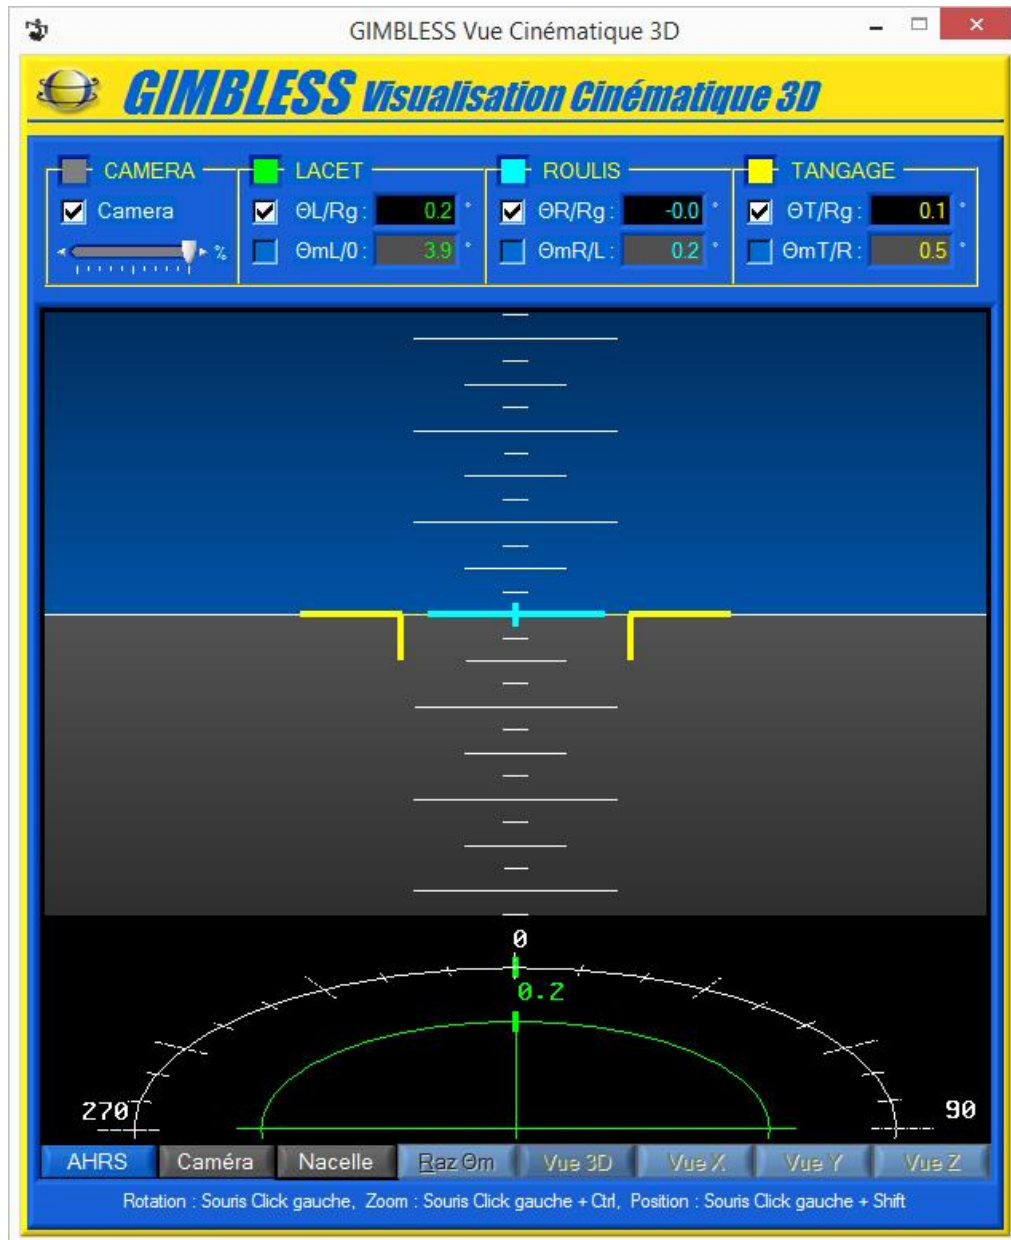 GIMBLESS Vue Cinématique 3D
GIMBLESS Visualisation Cinématique 3D
CAMERA LACET ROULIS TANGAGE
Camera ΘL/Rg : 0.2 ° ΘR/Rg : -0.0 ° ΘT/Rg : 0.1 °
% ΘmL/0 : 3.9 ° ΘmR/L : 0.2 ° ΘmT/R : 0.5 °
0
0.2
270 90
AHRS Caméra Nacelle Raz Θm Vue 3D Vue X Vue Y Vue Z
Rotation : Souris Click gauche, Zoom : Souris Click gauche + Ctrl, Position : Souris Click gauche + Shift